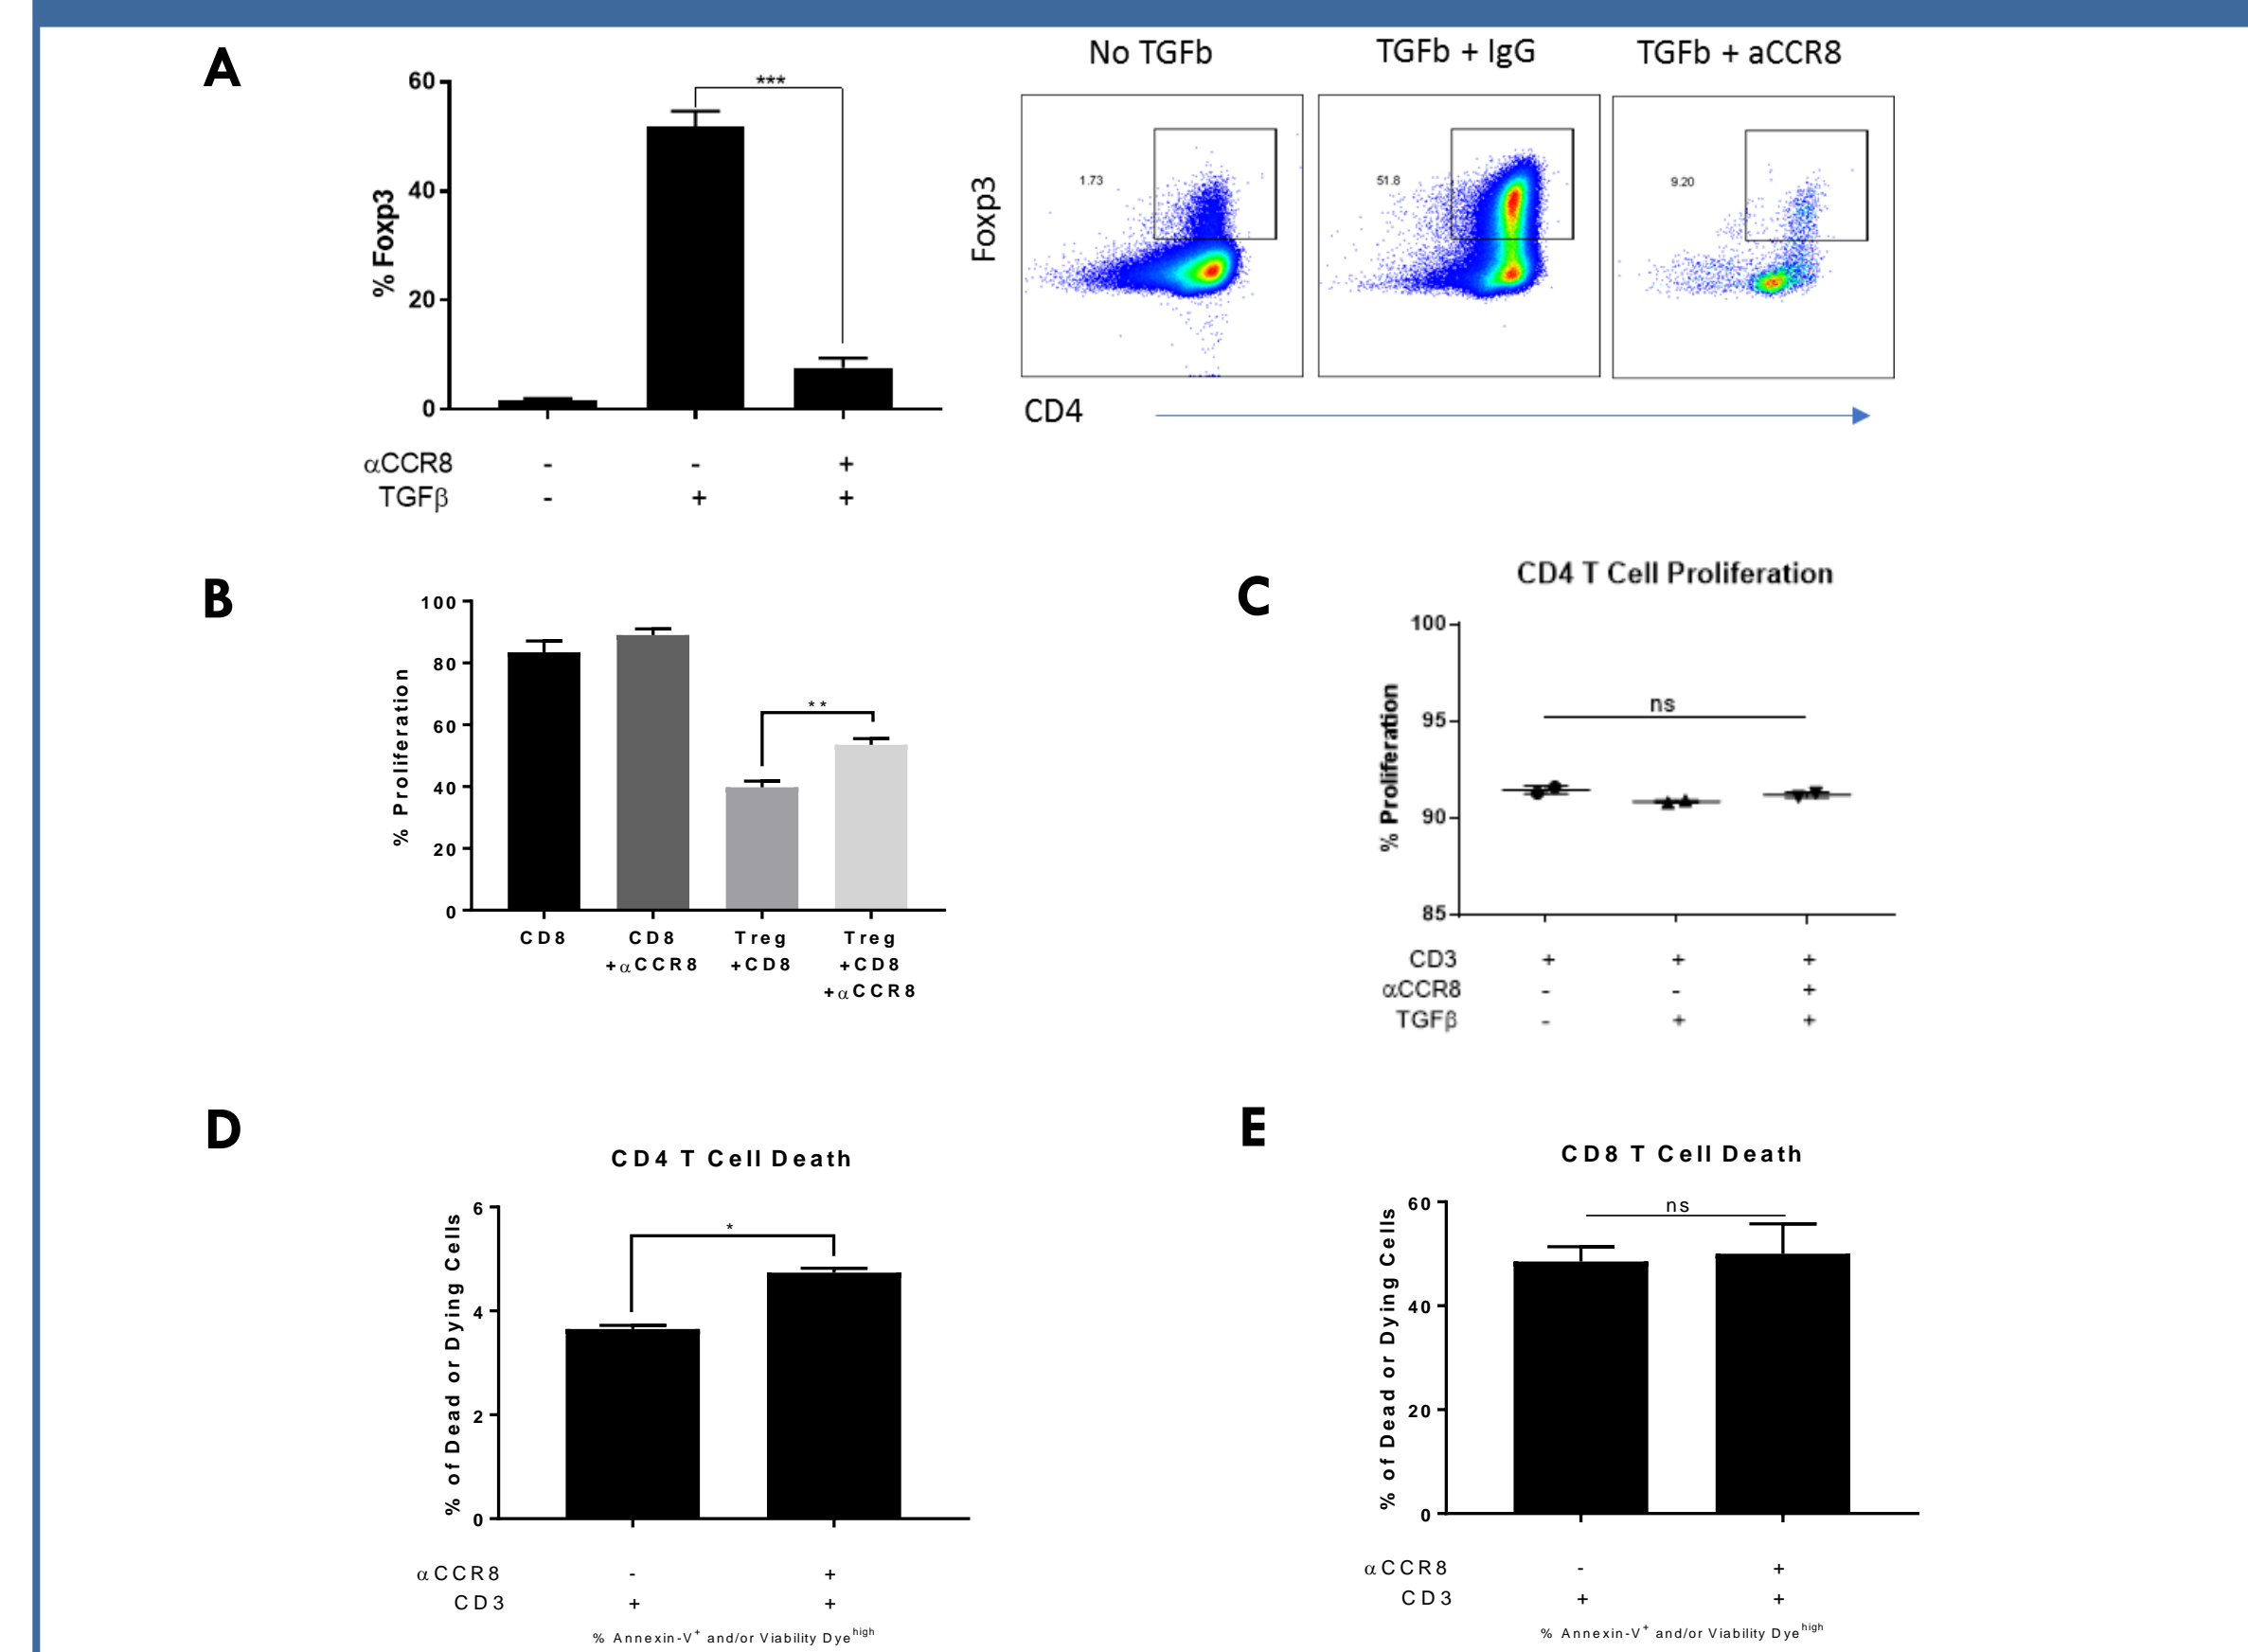 A
60
40
20
0
% Foxp3
***
αCCR8 - - +
TGFβ - + +
No TGFb TGFb + IgG TGFb + aCCR8
Foxp3
1.73 51.8 9.20
CD4
B
100
80
60
40
20
0
% Proliferation
**
CD8 CD8 Treg Treg
+αCCR8 +CD8 +CD8
+αCCR8
C
CD4 T Cell Proliferation
100
95
90
85
% Proliferation
ns
CD3 + + +
αCCR8 - - +
TGFβ - + +
D
CD4 T Cell Death
6
4
2
0
% of Dead or Dying Cells
*
αCCR8 - +
CD3 + +
% Annexin-V+ and/or Viability Dyehigh
E
CD8 T Cell Death
60
40
20
0
% of Dead or Dying Cells
ns
αCCR8 - +
CD3 + +
% Annexin-V+ and/or Viability Dyehigh